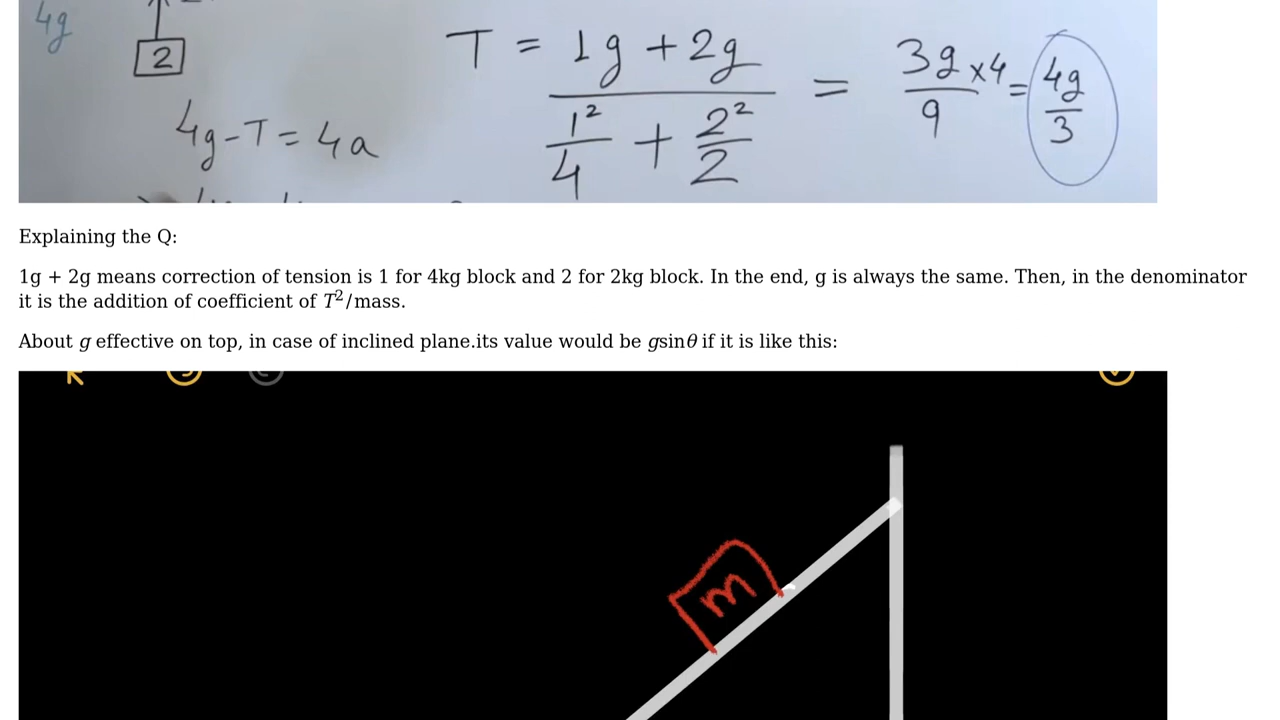 4g
2
T = 1g + 2g / (1²/4 + 2²/2) = 3g/9 x4 = 4g/3
4g - T = 4a
Explaining the Q:
1g + 2g means correction of tension is 1 for 4kg block and 2 for 2kg block. In the end, g is always the same. Then, in the denominator
it is the addition of coefficient of T²/mass.
About g effective on top, in case of inclined plane.its value would be gsinθ if it is like this:
m